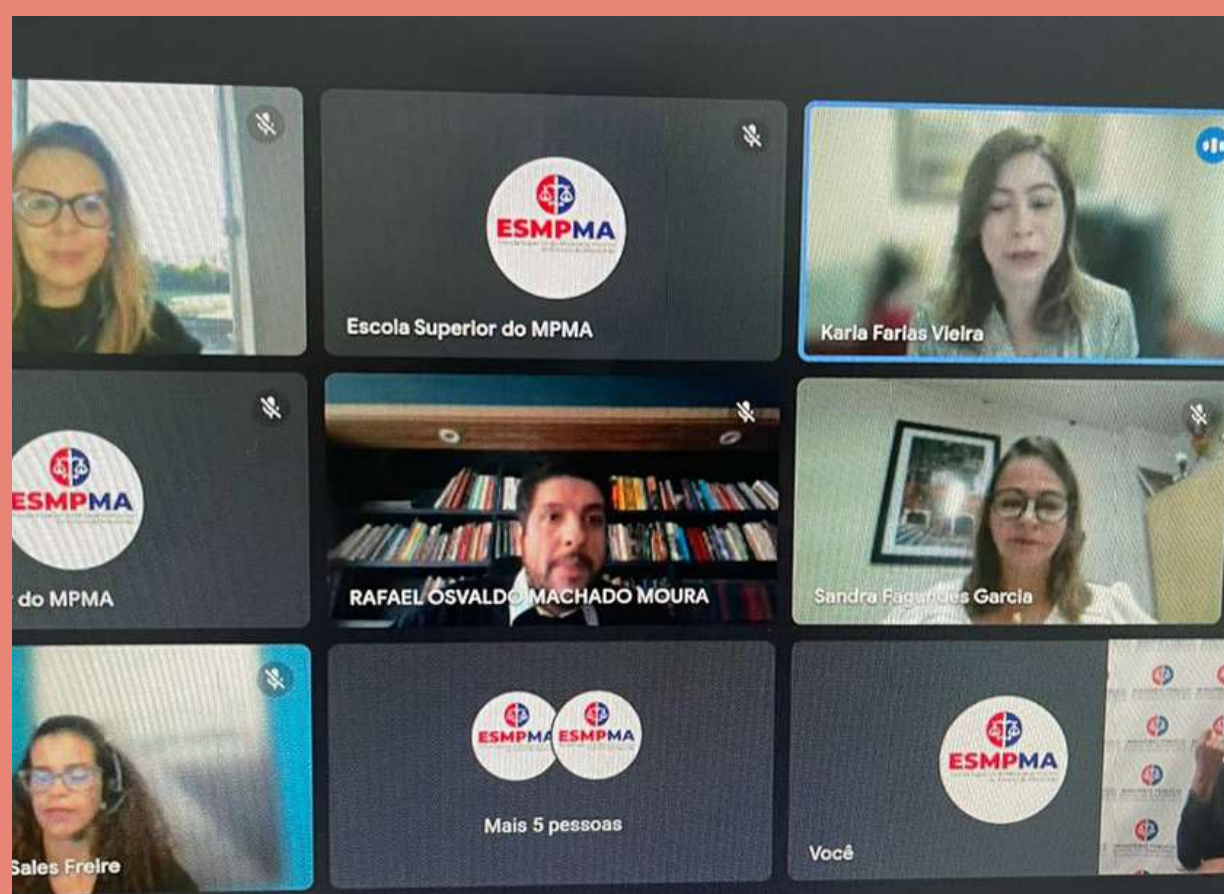 ESMPMA
Escola Superior do MPMA
Karla Farias Vieira
ESMPMA
do MPMA
RAFAEL OSVALDO MACHADO MOURA
Sandra Fagundes Garcia
Sales Freire
ESMPMA ESMPMA
Mais 5 pessoas
ESMPMA
Você